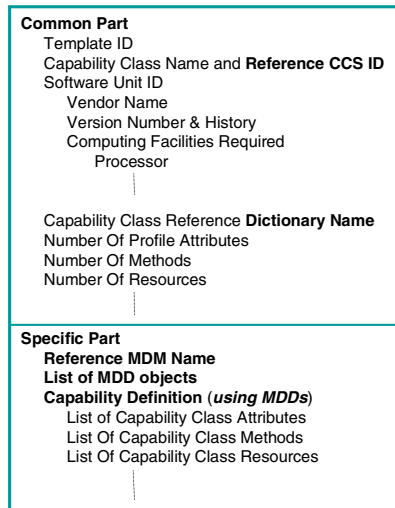 Common Part
Template ID
Capability Class Name and Reference CCS ID
Software Unit ID
Vendor Name
Version Number & History
Computing Facilities Required
Processor
Capability Class Reference Dictionary Name
Number Of Profile Attributes
Number Of Methods
Number Of Resources
Specific Part
Reference MDM Name
List of MDD objects
Capability Definition (using MDDs)
List of Capability Class Attributes
List Of Capability Class Methods
List Of Capability Class Resources